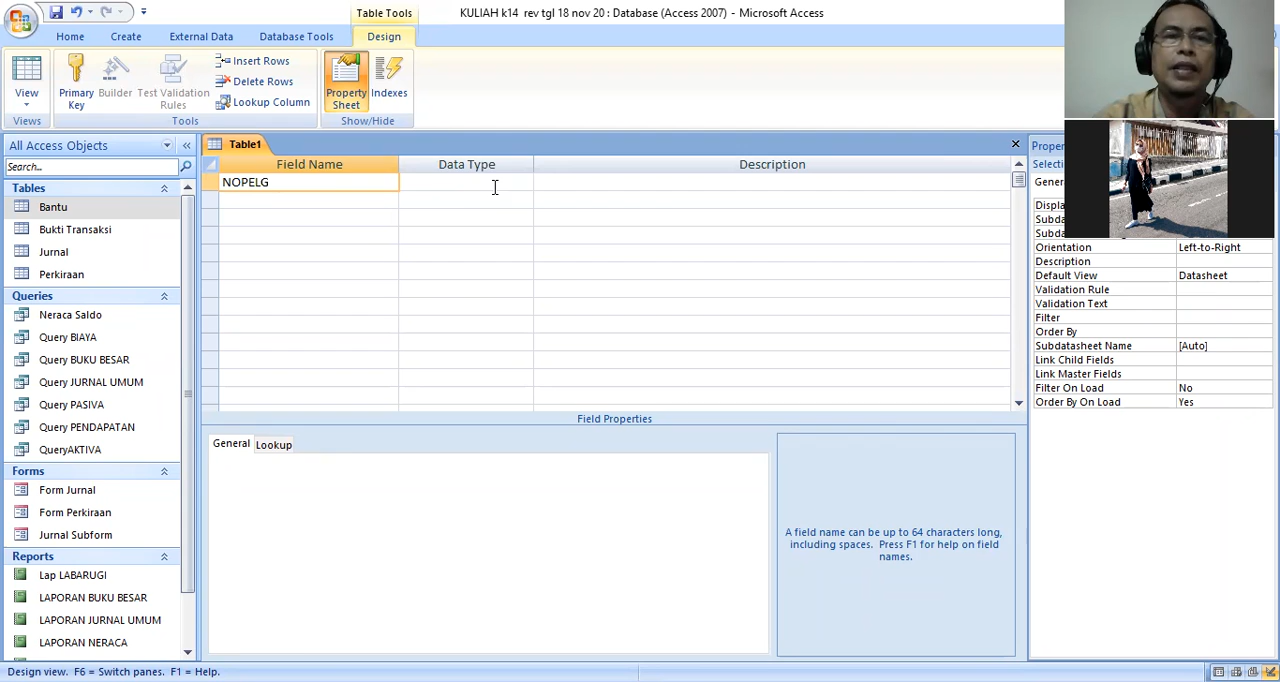 Table Tools
KULIAH k14 rev tgl 18 nov 20 : Database (Access 2007) - Microsoft Access
Home
Create
External Data
Database Tools
Design
View
Primary Key
Builder
Test Validation Rules
Insert Rows
Delete Rows
Lookup Column
Property Sheet
Indexes
Views
Tools
Show/Hide
All Access Objects
Search...
Tables
Bantu
Bukti Transaksi
Jurnal
Perkiraan
Queries
Neraca Saldo
Query BIAYA
Query BUKU BESAR
Query JURNAL UMUM
Query PASIVA
Query PENDAPATAN
QueryAKTIVA
Forms
Form Jurnal
Form Perkiraan
Jurnal Subform
Reports
Lap LABARUGI
LAPORAN BUKU BESAR
LAPORAN JURNAL UMUM
LAPORAN NERACA
Table1
Field Name
Data Type
Description
NOPELG
Field Properties
General
Lookup
A field name can be up to 64 characters long,
including spaces. Press F1 for help on field
names.
Orientation
Left-to-Right
Description
Default View
Datasheet
Validation Rule
Validation Text
Filter
Order By
Subdatasheet Name
[Auto]
Link Child Fields
Link Master Fields
Filter On Load
No
Order By On Load
Yes
Design view. F6 = Switch panes. F1 = Help.